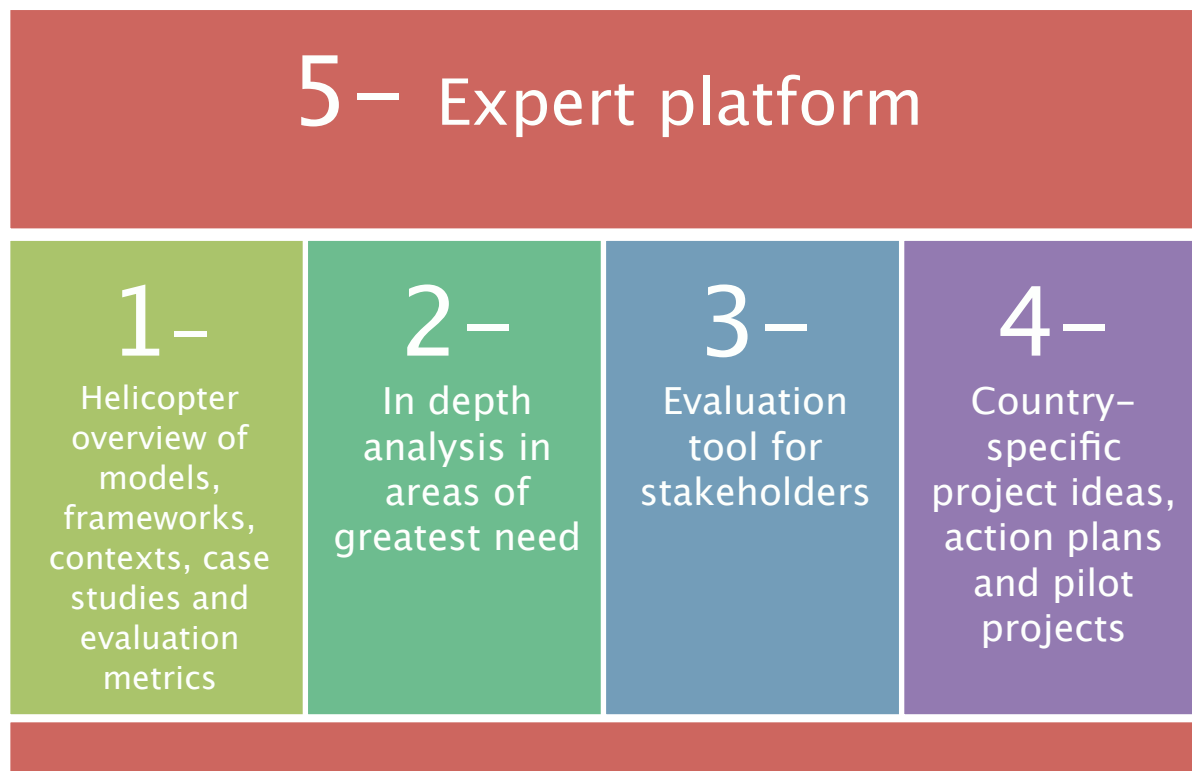 5- Expert platform
1-
Helicopter
overview of
models,
frameworks,
contexts, case
studies and
evaluation
metrics
2-
In depth
analysis in
areas of
greatest need
3-
Evaluation
tool for
stakeholders
4-
Country-
specific
project ideas,
action plans
and pilot
projects